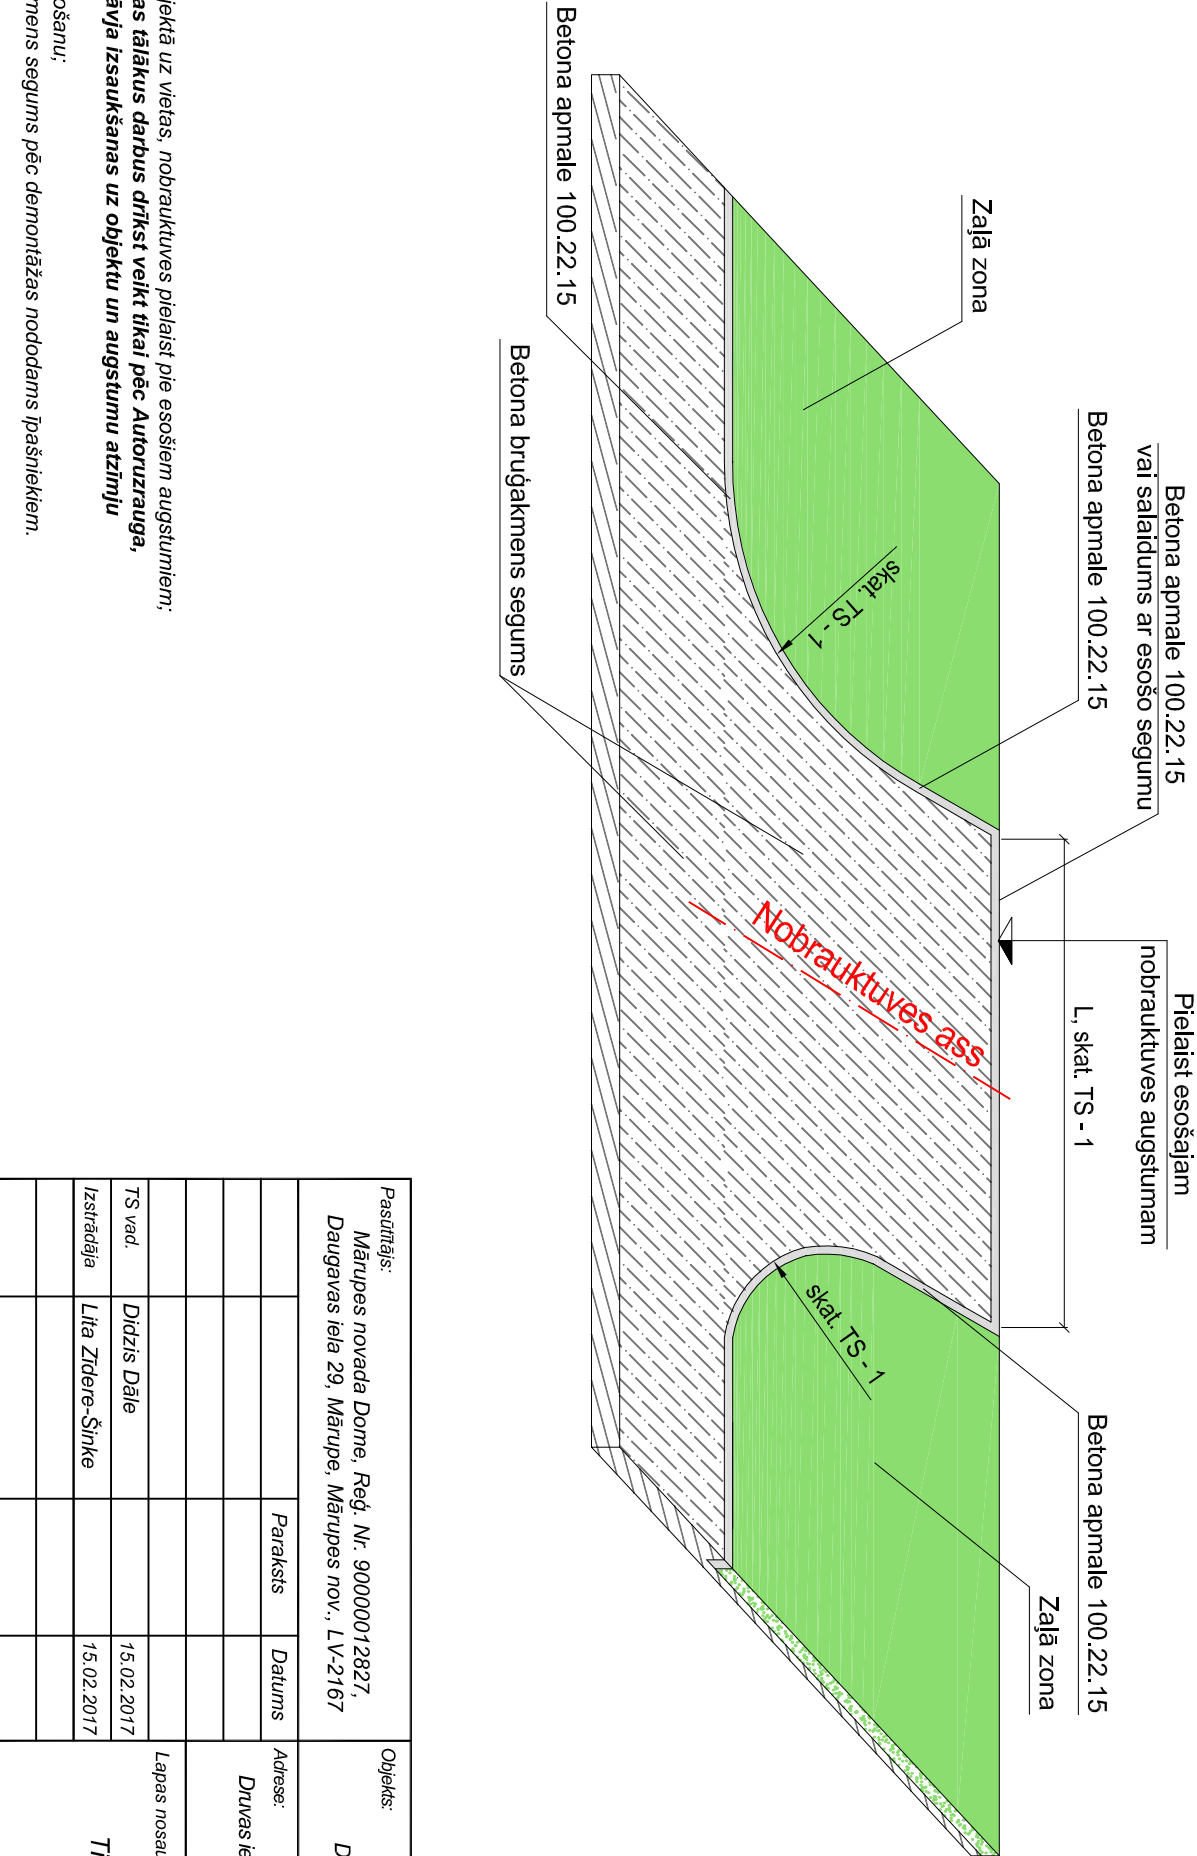 Pielaist esošajam
nobrauktuves augstumam
Betona apmale 100.22.15
vai salaidums ar esošo segumu
Betona apmale 100.22.15
L, skat. TS - 1
Betona apmale 100.22.15
Zaļā zona
Zaļā zona
skat. TS - 1
Nobrauktuves ass
skat. TS - 1
Betona apmale 100.22.15
Betona bruģakmens segums
jektā uz vietas, nobrauktuves pielaist pie esošiem augstumiem;
as tālākus darbus drīkst veikt tikai pēc Autoruzrauga,
āvja izsaukšanas uz objektu un augstumu atzīmju
ošanu;
mens segums pēc demontāžas nododams īpašniekiem.
Pasūtītājs:
Mārupes novada Dome, Reģ. Nr. 90000012827,
Daugavas iela 29, Mārupe, Mārupes nov., LV-2167
Objekts:
D
Paraksts Datums
Adrese:
Druvas ie
TS vad. Didzis Dāle 15.02.2017
Izstrādāja Lita Zīdere-Šinke 15.02.2017
Lapas nosau